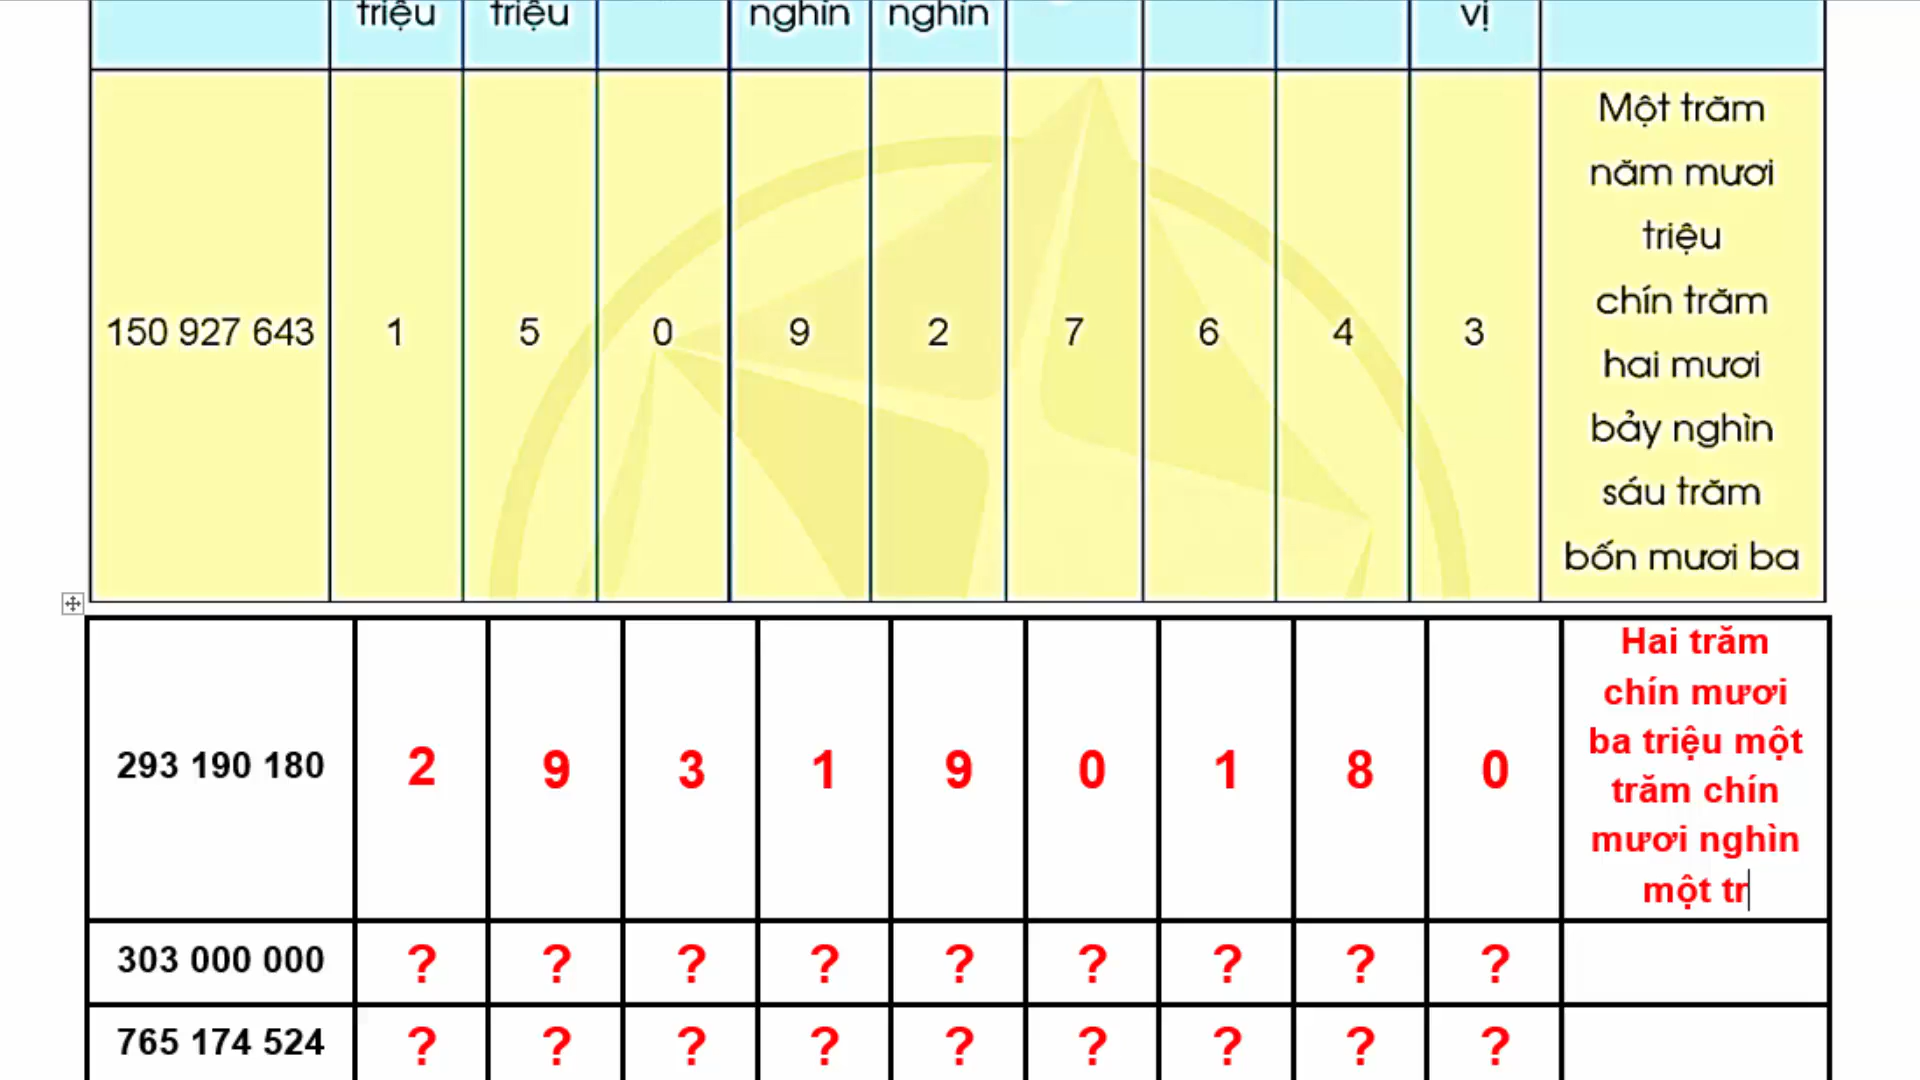 triệu triệu nghìn nghìn vị
150 927 643 1 5 0 9 2 7 6 4 3
Một trăm
năm mươi
triệu
chín trăm
hai mươi
bảy nghìn
sáu trăm
bốn mươi ba
293 190 180 2 9 3 1 9 0 1 8 0
Hai trăm
chín mươi
ba triệu một
trăm chín
mươi nghìn
một tr
303 000 000 ? ? ? ? ? ? ? ? ?
765 174 524 ? ? ? ? ? ? ? ? ?